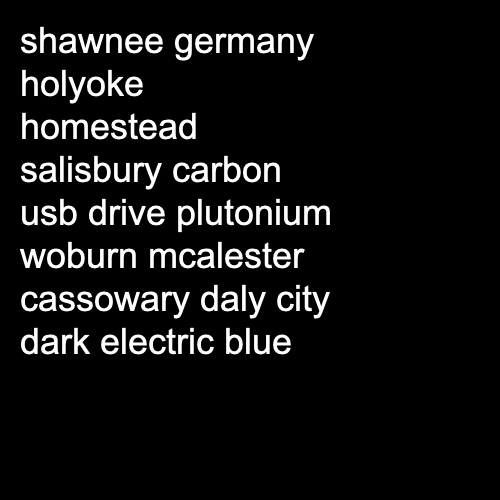 shawnee germany
holyoke
homestead
salisbury carbon
usb drive plutonium
woburn mcalester
cassowary daly city
dark electric blue